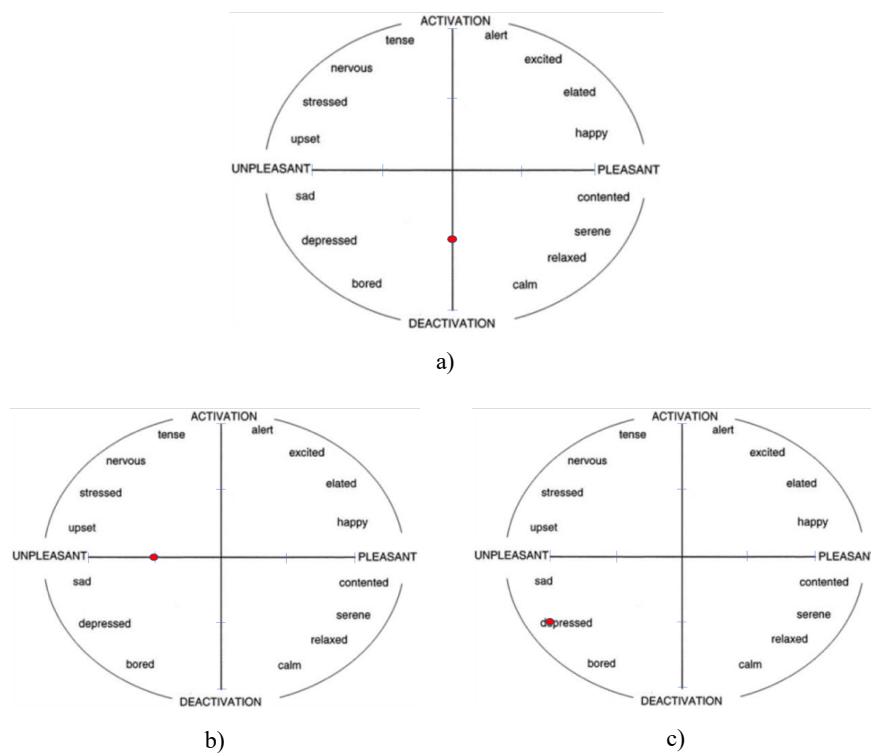 ACTIVATION
tense alert
nervous excited
stressed elated
upset happy
UNPLEASANT PLEASANT
sad contented
depressed serene
relaxed
bored calm
DEACTIVATION
a)
ACTIVATION
tense alert
nervous excited
stressed elated
upset happy
UNPLEASANT PLEASANT
sad contented
depressed serene
relaxed
bored calm
DEACTIVATION
b)
ACTIVATION
tense alert
nervous excited
stressed elated
upset happy
UNPLEASANT PLEASANT
sad contented
depressed serene
relaxed
bored calm
DEACTIVATION
c)